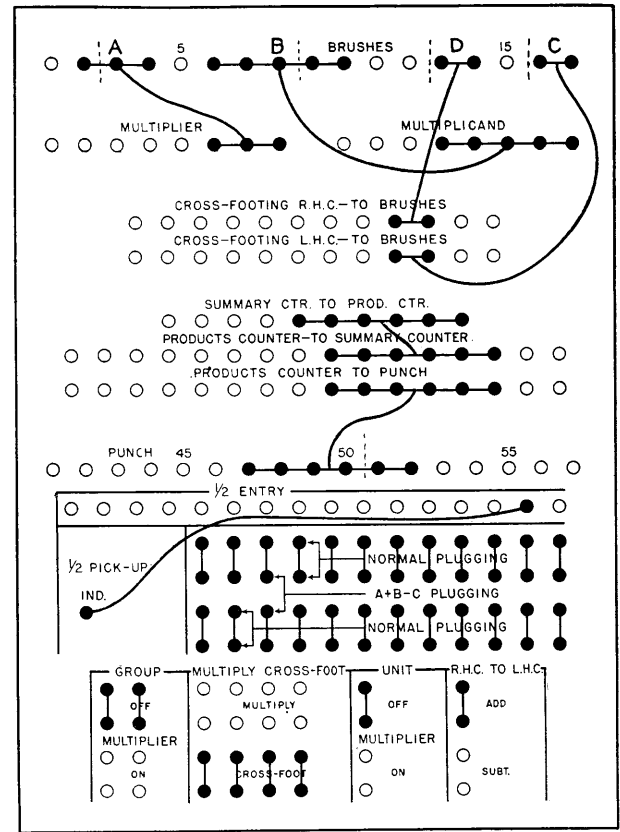 A 5 B BRUSHES D 15 C
MULTIPLIER MULTIPLICAND
CROSS-FOOTING R.H.C.-TO BRUSHES
CROSS-FOOTING L.H.C.-TO BRUSHES
SUMMARY CTR. TO PROD. CTR.
PRODUCTS COUNTER-TO SUMMARY COUNTER.
.PRODUCTS COUNTER TO PUNCH
PUNCH 45 50 55
1/2 ENTRY
1/2 PICK-UP
NORMAL PLUGGING
IND.
A+B-C PLUGGING
NORMAL PLUGGING
GROUP MULTIPLY CROSS-FOOT UNIT R.H.C. TO L.H.C.
OFF MULTIPLY OFF ADD
MULTIPLIER MULTIPLIER
ON CROSS-FOOT ON SUBT.